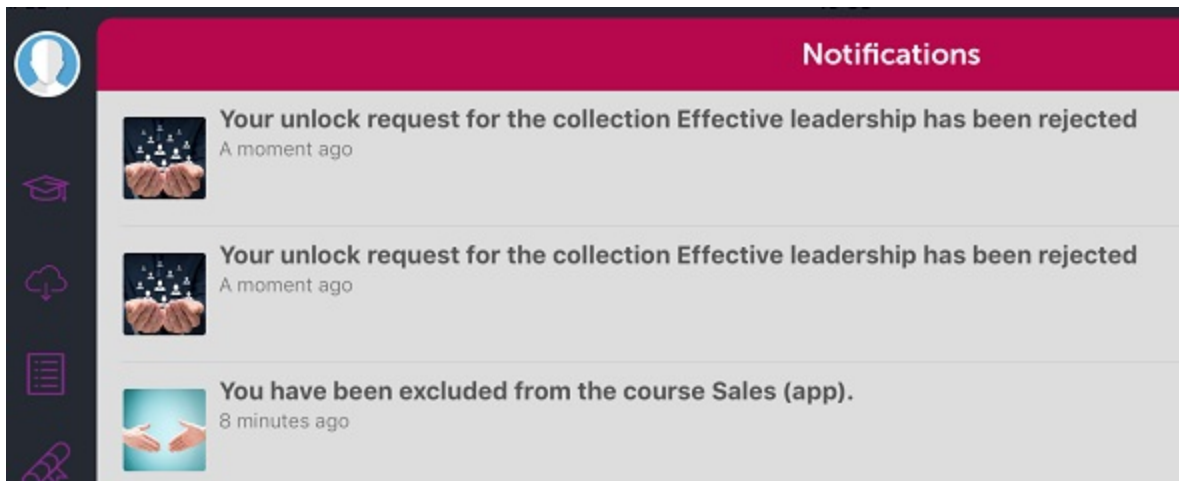 Notifications
Your unlock request for the collection Effective leadership has been rejected
A moment ago
Your unlock request for the collection Effective leadership has been rejected
A moment ago
You have been excluded from the course Sales (app).
8 minutes ago